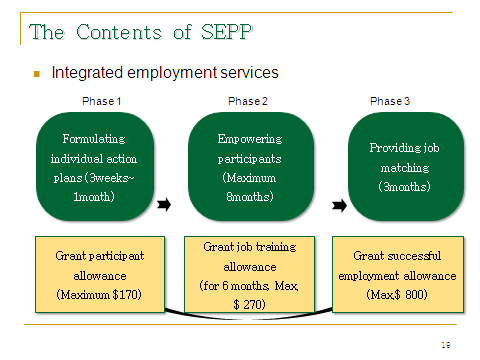 The Contents of SEPP
Integrated employment services
Phase 1
Phase 2
Phase 3
Formulating
individual action
plans (3weeks~
1month)
Empowering
participants
(Maximum
8months)
Providing job
matching
(3months)
Grant participant
allowance
(Maximum $170)
Grant job training
allowance
(for 6 months, Max,
$ 270)
Grant successful
employment allowance
(Max,$ 800)
19